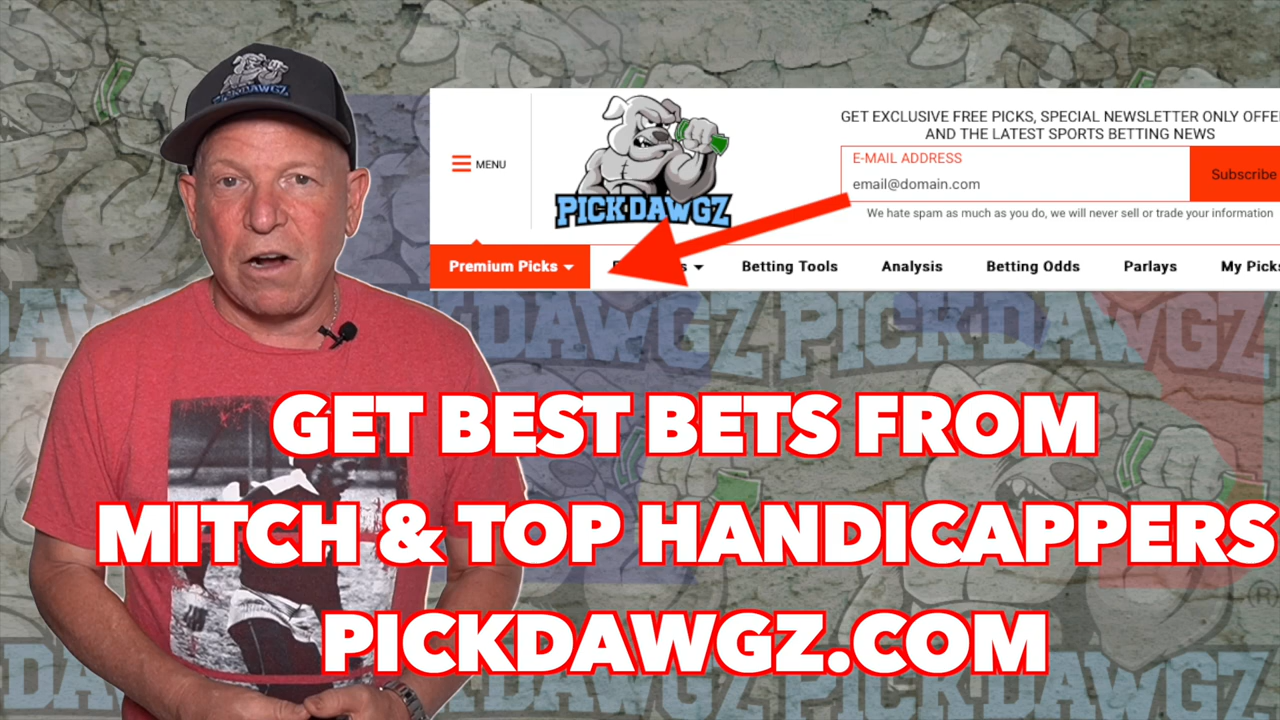 PICKDAWGZ
MENU
PICKDAWGZ
GET EXCLUSIVE FREE PICKS, SPECIAL NEWSLETTER ONLY OFFE
AND THE LATEST SPORTS BETTING NEWS
E-MAIL ADDRESS
email@domain.com
Subscribe
We hate spam as much as you do, we will never sell or trade your information
Premium Picks
Betting Tools
Analysis
Betting Odds
Parlays
My Picks
PICKDAWGZ PICKDAWGZ
GET BEST BETS FROM
MITCH & TOP HANDICAPPERS
PICKDAWGZ.COM